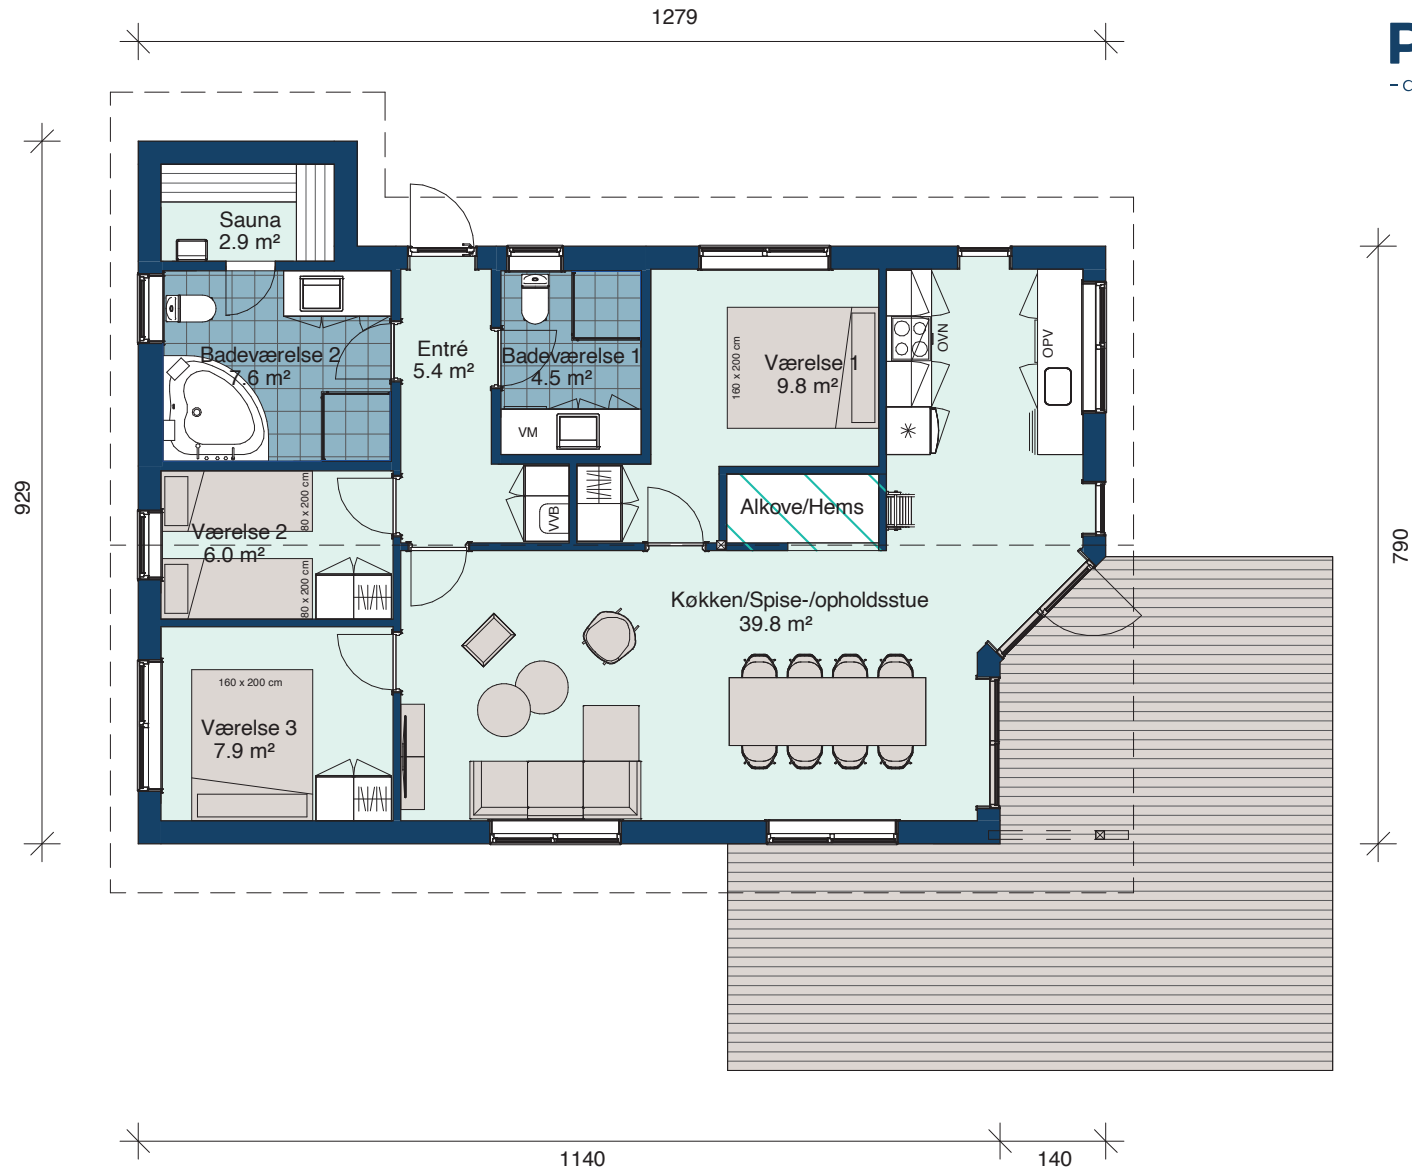 1279
P
- C
Sauna
2.9 m²
Badeværelse 2
7.6 m²
Entré
5.4 m²
Badeværelse 1
4.5 m²
VM
160 x 200 cm
Værelse 1
9.8 m²
OVN
OPV
929
790
Værelse 2
6.0 m²
80 x 200 cm
80 x 200 cm
VVB
Alkove/Hems
Køkken/Spise-/opholdsstue
39.8 m²
160 x 200 cm
Værelse 3
7.9 m²
1140
140